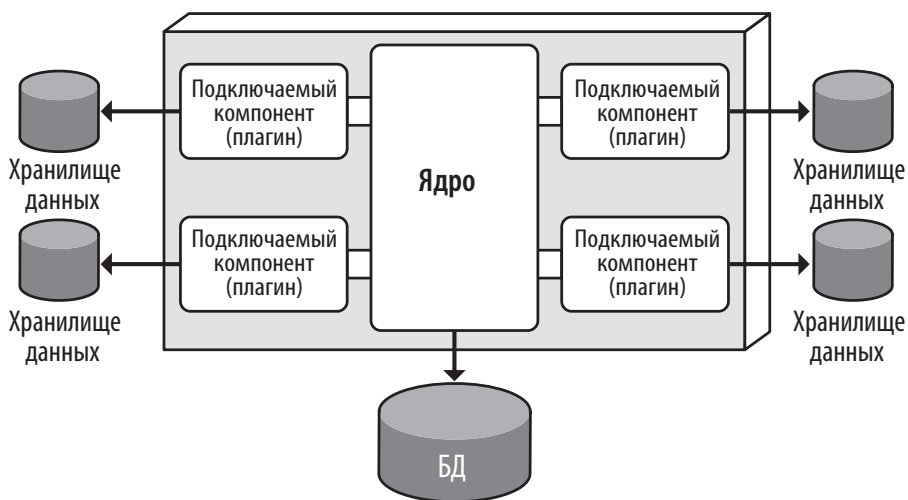 Подключаемый
компонент
(плагин)
Подключаемый
компонент
(плагин)
Хранилище
данных
Ядро
Хранилище
данных
Подключаемый
компонент
(плагин)
Подключаемый
компонент
(плагин)
Хранилище
данных
Хранилище
данных
БД